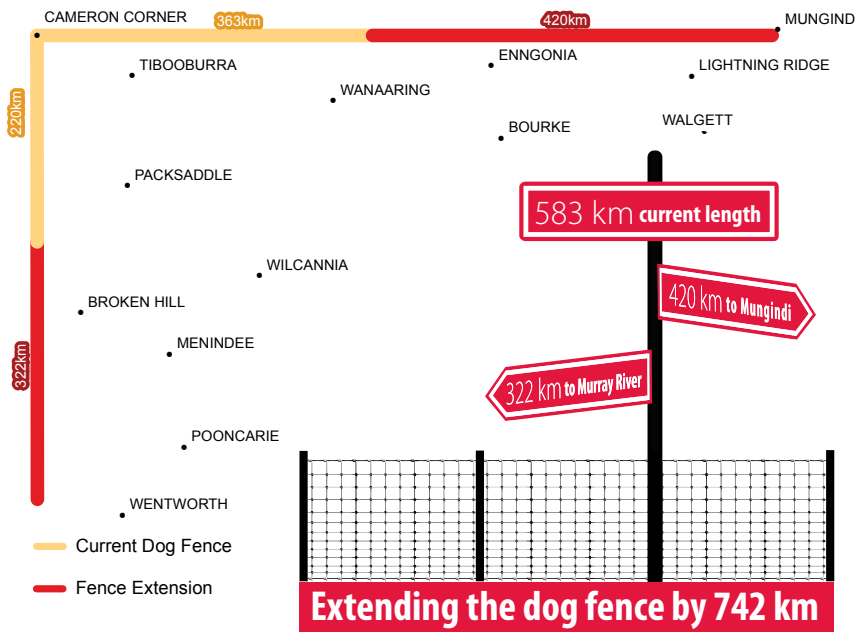 CAMERON CORNER
363km
420km
MUNGIND
TIBOOBURRA
ENNGONIA
LIGHTNING RIDGE
WANAARING
220km
BOURKE
WALGETT
PACKSADDLE
583 km current length
WILCANNIA
420 km to Mungindi
BROKEN HILL
MENINDEE
322km
322 km to Murray River
POONCARIE
WENTWORTH
Current Dog Fence
Fence Extension
Extending the dog fence by 742 km